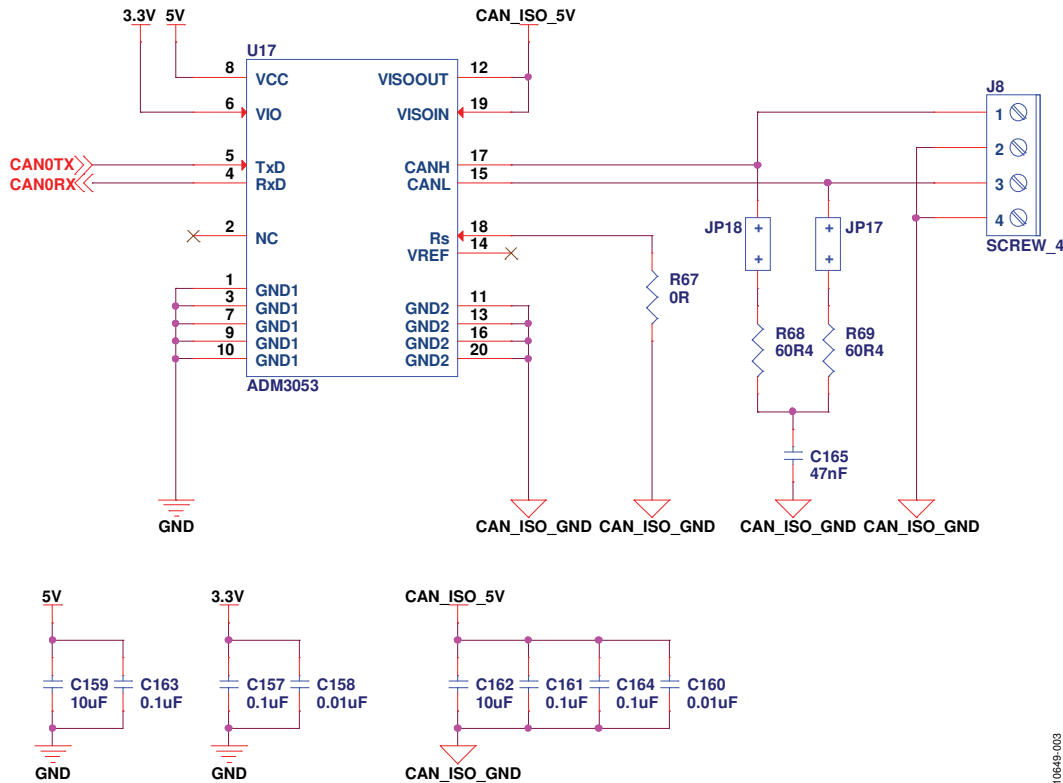 3.3V 5V
CAN_ISO_5V
U17
8 VCC
VISOOUT 12
6 VIO
VISOIN 19
CAN0TX
5 TxD
CANH 17
CAN0RX
4 RxD
CANL 15
2 NC
Rs 18
VREF 14
1 GND1
3 GND1
7 GND1
9 GND1
10 GND1
GND2 11
GND2 13
GND2 16
GND2 20
ADM3053
J8
1
2
3
4
SCREW_4
JP18
+
+
JP17
+
+
R67
0R
R68
60R4
R69
60R4
C165
47nF
GND
CAN_ISO_GND
CAN_ISO_GND
CAN_ISO_GND
CAN_ISO_GND
5V
C159
10uF
C163
0.1uF
GND
3.3V
C157
0.1uF
C158
0.01uF
GND
CAN_ISO_5V
C162
10uF
C161
0.1uF
C164
0.1uF
C160
0.01uF
CAN_ISO_GND
10649-003